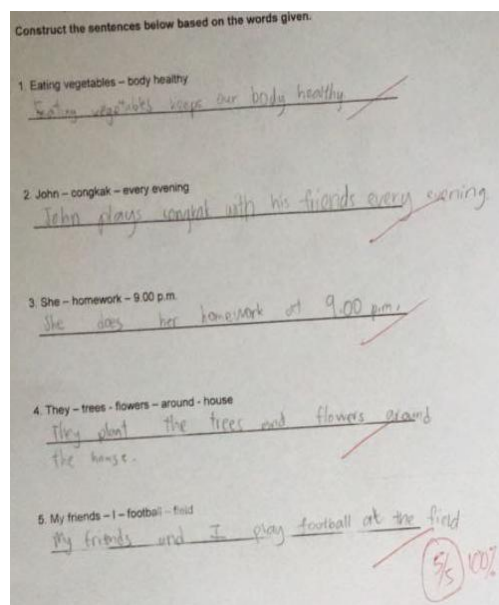 Construct the sentences below based on the words given.
1. Eating vegetables – body healthy
Eating vegetables keeps our body healthy
2. John – congkak – every evening
John plays congkak with his friends every evening
3. She – homework – 9.00 p.m.
She does her homework at 9.00 p.m.
4. They – trees - flowers – around - house
They plant the trees and flowers around
the house.
5. My friends – I – football – field
My friends and I play football at the field
5/5 100%